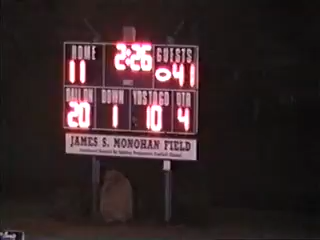 HOME 2:26 GUESTS
11 041
BALL ON DOWN YDS TO GO QTR
20 1 10 4
JAMES S. MONOHAN FIELD